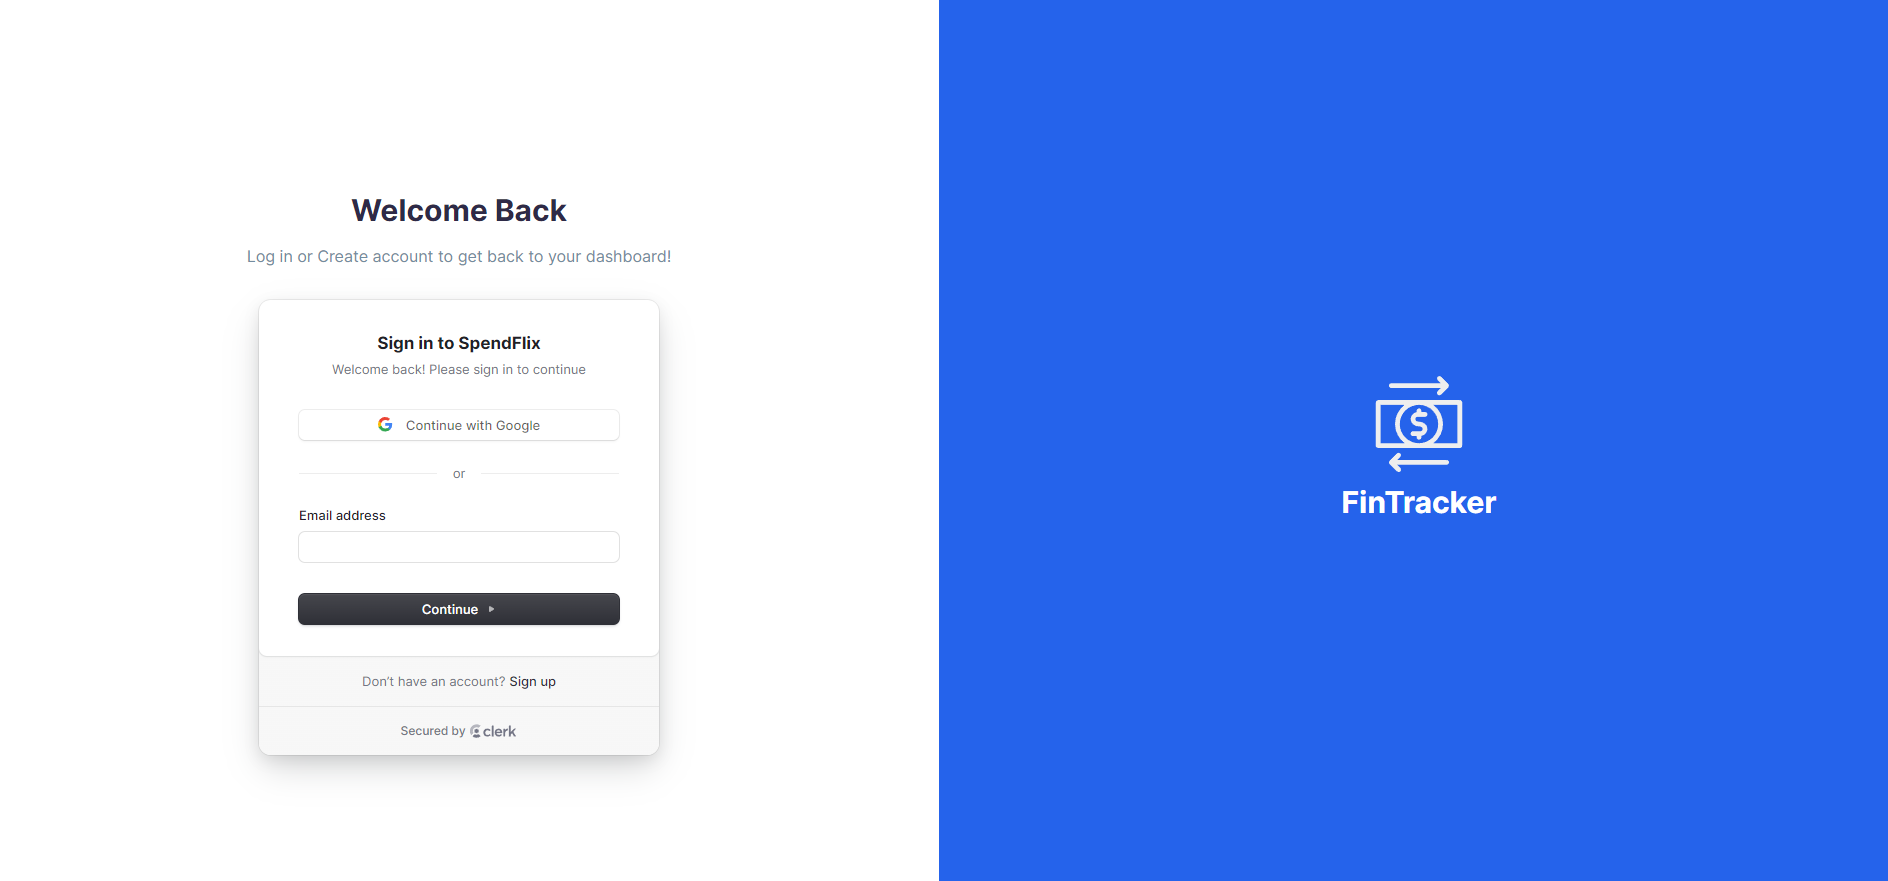 Welcome Back
Log in or Create account to get back to your dashboard!
Sign in to SpendFlix
Welcome back! Please sign in to continue
Continue with Google
or
Email address
Continue
Don’t have an account? Sign up
Secured by clerk
FinTracker